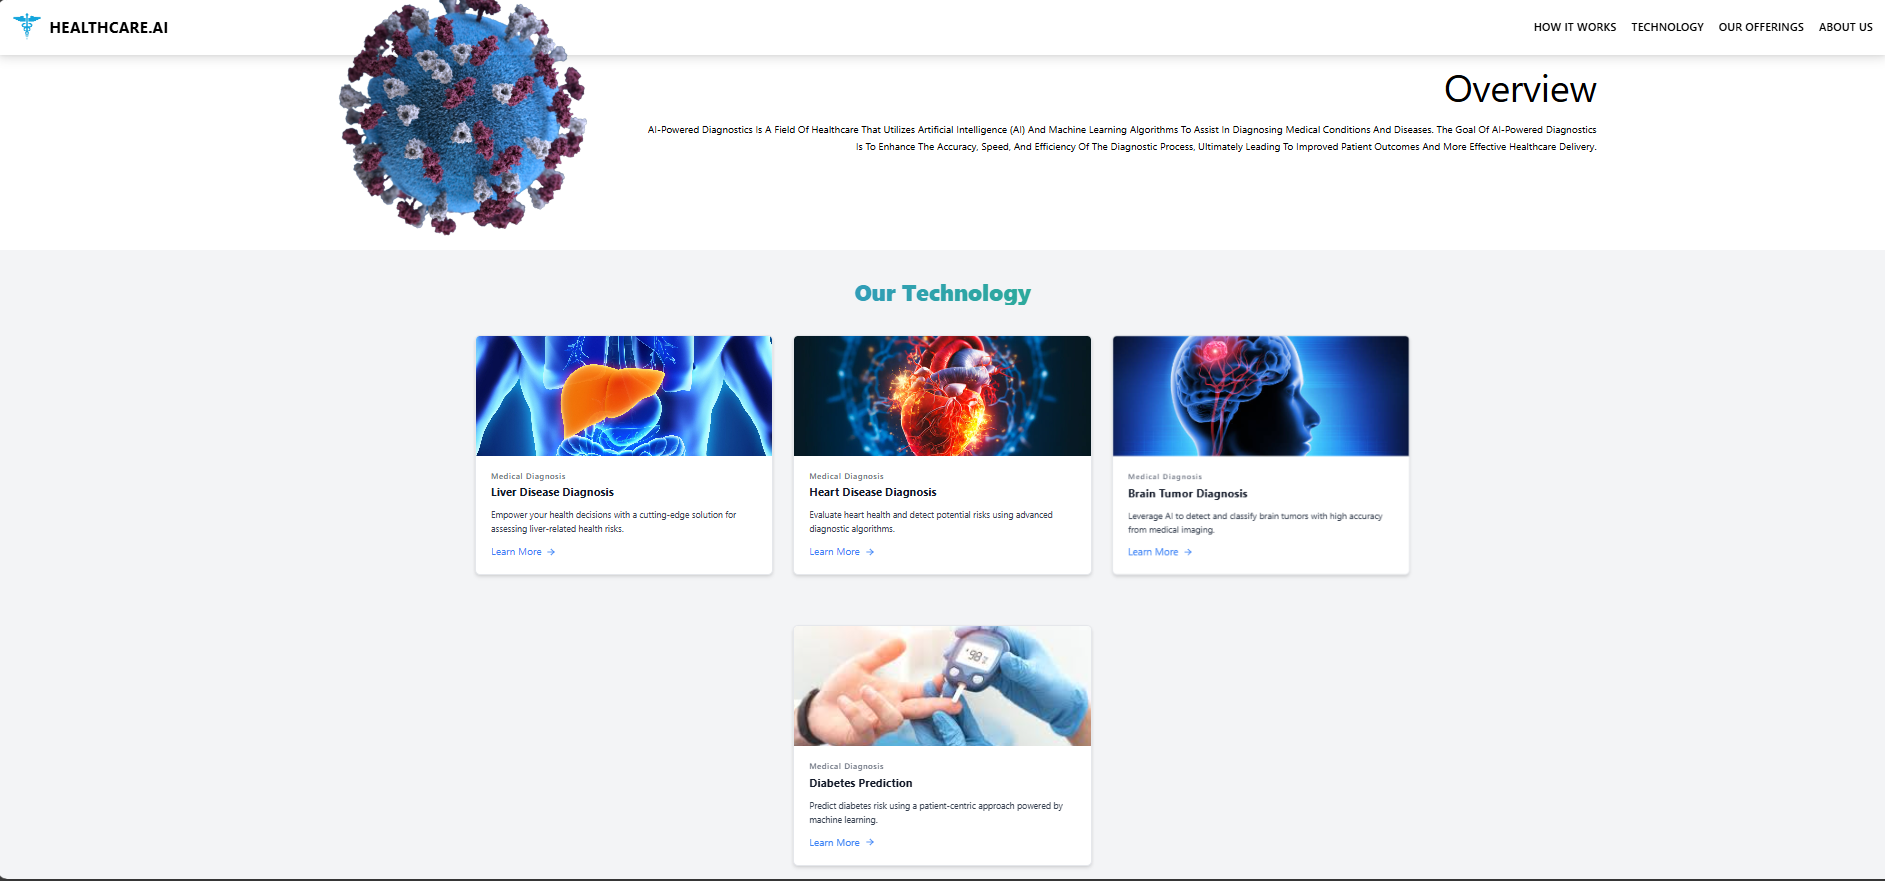 HEALTHCARE.AI
HOW IT WORKS
TECHNOLOGY
OUR OFFERINGS
ABOUT US
Overview
AI-Powered Diagnostics Is A Field Of Healthcare That Utilizes Artificial Intelligence (AI) And Machine Learning Algorithms To Assist In Diagnosing Medical Conditions And Diseases. The Goal Of AI-Powered Diagnostics
Is To Enhance The Accuracy, Speed, And Efficiency Of The Diagnostic Process, Ultimately Leading To Improved Patient Outcomes And More Effective Healthcare Delivery.
Our Technology
Medical Diagnosis
Liver Disease Diagnosis
Empower your health decisions with a cutting-edge solution for
assessing liver-related health risks.
Learn More →
Medical Diagnosis
Heart Disease Diagnosis
Evaluate heart health and detect potential risks using advanced
diagnostic algorithms.
Learn More →
Medical Diagnosis
Brain Tumor Diagnosis
Leverage AI to detect and classify brain tumors with high accuracy
from medical imaging.
Learn More →
98
Medical Diagnosis
Diabetes Prediction
Predict diabetes risk using a patient-centric approach powered by
machine learning.
Learn More →